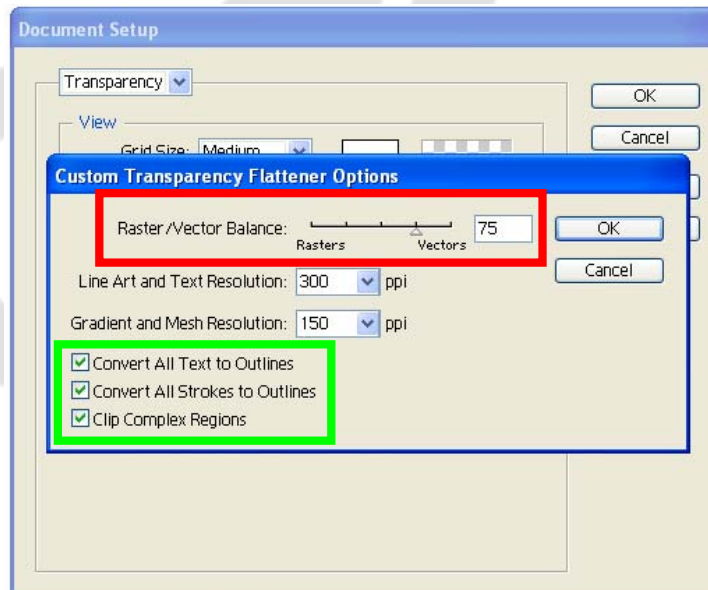 Document Setup
Transparency
OK
View
Cancel
Grid Size: Medium
Custom Transparency Flattener Options
Raster/Vector Balance: 75
Rasters Vectors
OK
Line Art and Text Resolution: 300 ppi
Cancel
Gradient and Mesh Resolution: 150 ppi
Convert All Text to Outlines
Convert All Strokes to Outlines
Clip Complex Regions